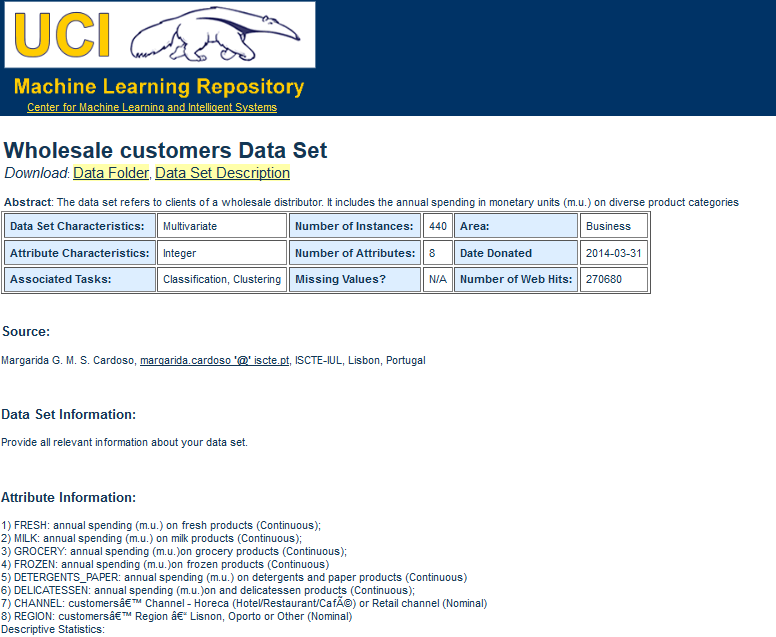 UCI
Machine Learning Repository
Center for Machine Learning and Intelligent Systems
Wholesale customers Data Set
Download: Data Folder, Data Set Description
Abstract: The data set refers to clients of a wholesale distributor. It includes the annual spending in monetary units (m.u.) on diverse product categories
Data Set Characteristics: Multivariate Number of Instances: 440 Area: Business
Attribute Characteristics: Integer Number of Attributes: 8 Date Donated 2014-03-31
Associated Tasks: Classification, Clustering Missing Values? N/A Number of Web Hits: 270680
Source:
Margarida G. M. S. Cardoso, margarida.cardoso '@' iscte.pt, ISCTE-IUL, Lisbon, Portugal
Data Set Information:
Provide all relevant information about your data set.
Attribute Information:
1) FRESH: annual spending (m.u.) on fresh products (Continuous);
2) MILK: annual spending (m.u.) on milk products (Continuous);
3) GROCERY: annual spending (m.u.)on grocery products (Continuous);
4) FROZEN: annual spending (m.u.)on frozen products (Continuous)
5) DETERGENTS_PAPER: annual spending (m.u.) on detergents and paper products (Continuous)
6) DELICATESSEN: annual spending (m.u.)on and delicatessen products (Continuous);
7) CHANNEL: customersâ€™ Channel - Horeca (Hotel/Restaurant/CafÃ©) or Retail channel (Nominal)
8) REGION: customersâ€™ Region â€“ Lisnon, Oporto or Other (Nominal)
Descriptive Statistics: